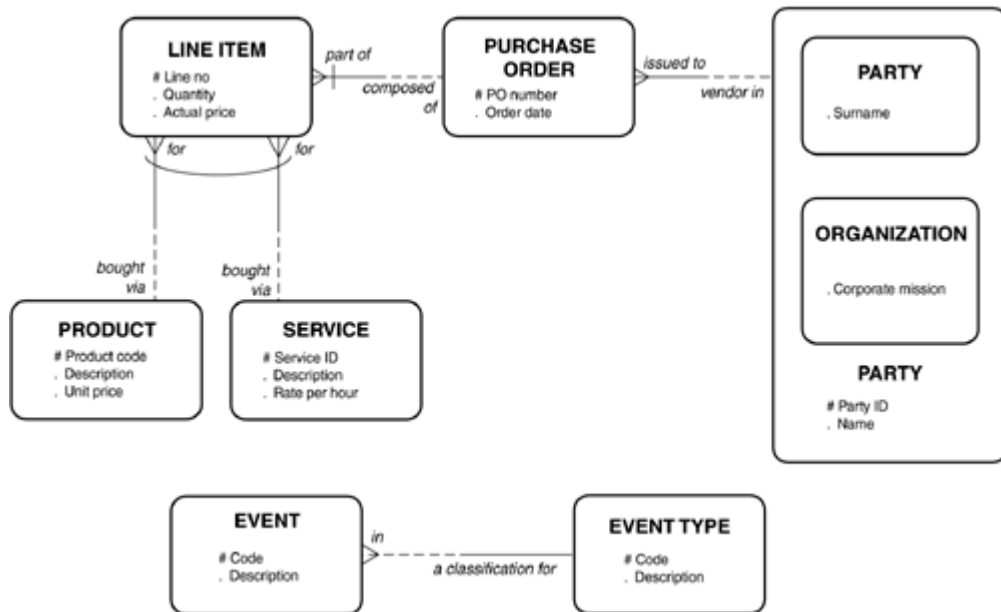 LINE ITEM
# Line no
. Quantity
. Actual price
part of
composed
of
PURCHASE
ORDER
# PO number
. Order date
issued to
vendor in
PARTY
. Surname
ORGANIZATION
. Corporate mission
PARTY
# Party ID
. Name
for
for
bought
via
bought
via
PRODUCT
# Product code
. Description
. Unit price
SERVICE
# Service ID
. Description
. Rate per hour
EVENT
# Code
. Description
in
a classification for
EVENT TYPE
# Code
. Description